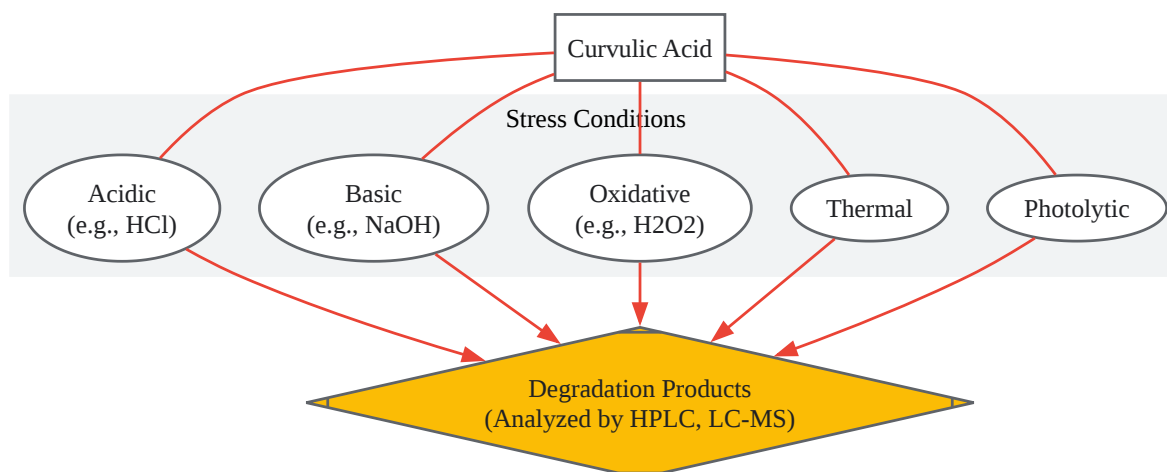 Curvulic Acid
Stress Conditions
Acidic
(e.g., HCl)
Basic
(e.g., NaOH)
Oxidative
(e.g., H2O2)
Thermal
Photolytic
Degradation Products
(Analyzed by HPLC, LC-MS)